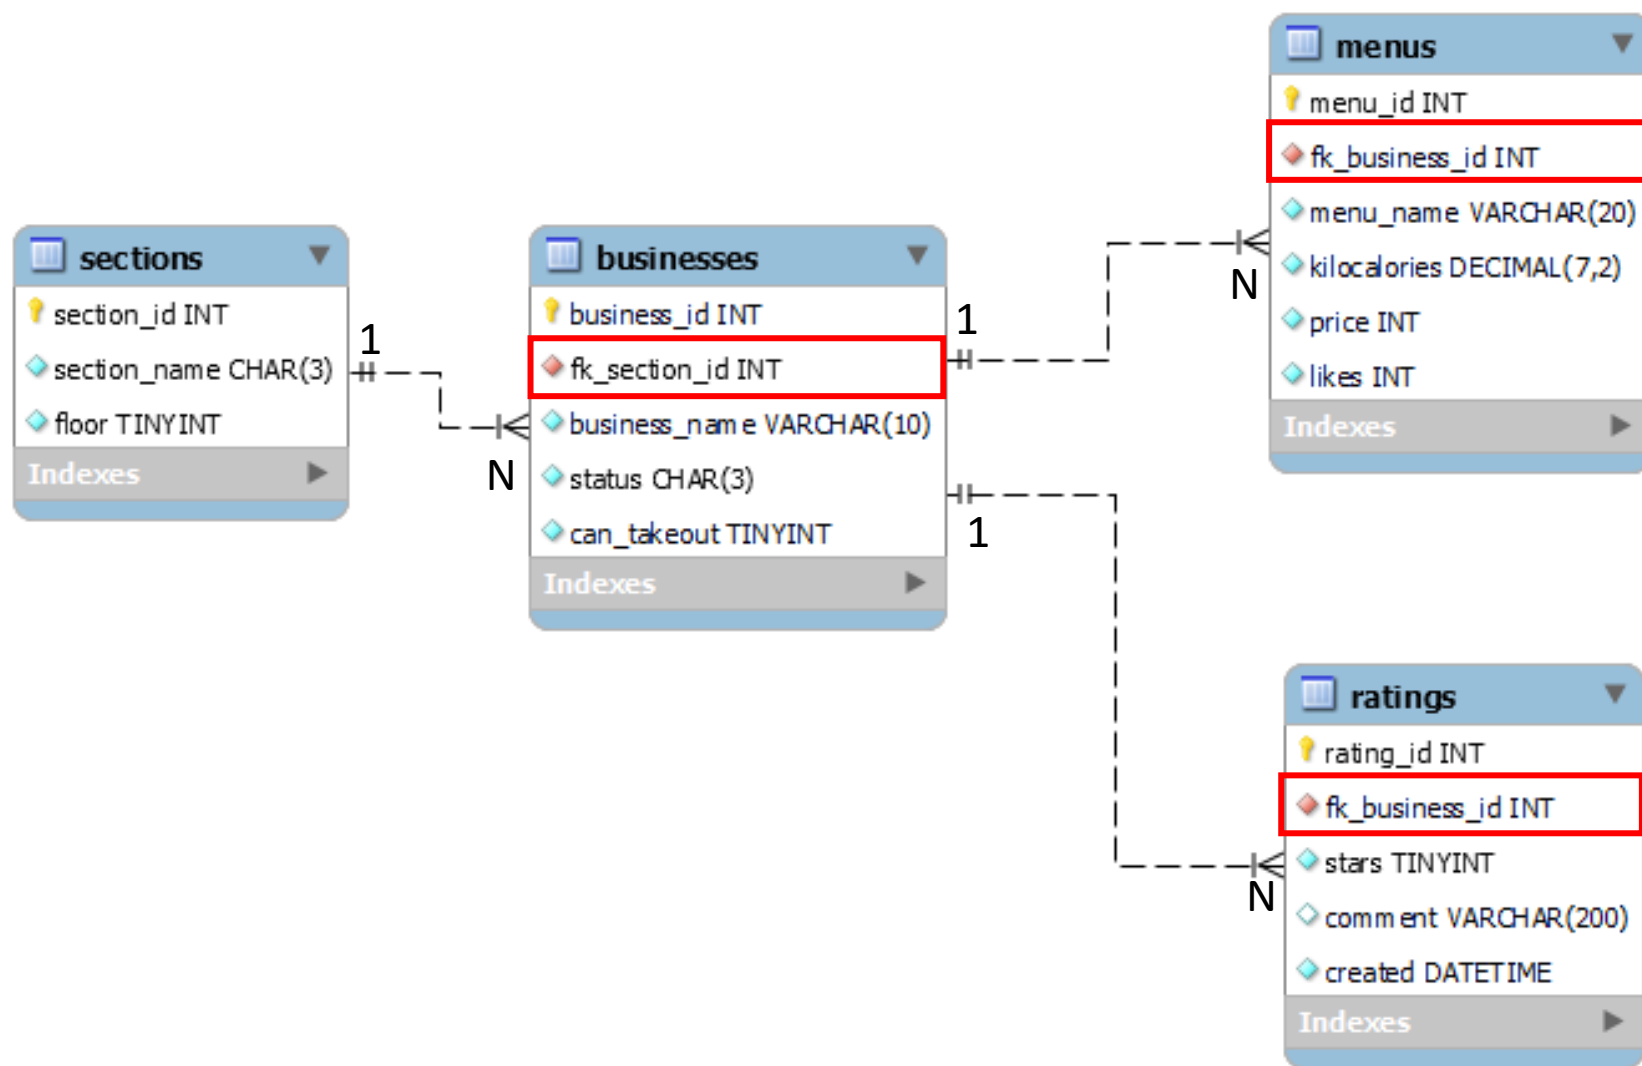 sections
section_id INT
section_name CHAR(3)
floor TINYINT
Indexes
1
N
businesses
business_id INT
fk_section_id INT
business_name VARCHAR(10)
status CHAR(3)
can_takeout TINYINT
Indexes
1
N
1
N
menus
menu_id INT
fk_business_id INT
menu_name VARCHAR(20)
kilocalories DECIMAL(7,2)
price INT
likes INT
Indexes
ratings
rating_id INT
fk_business_id INT
stars TINYINT
comment VARCHAR(200)
created DATETIME
Indexes